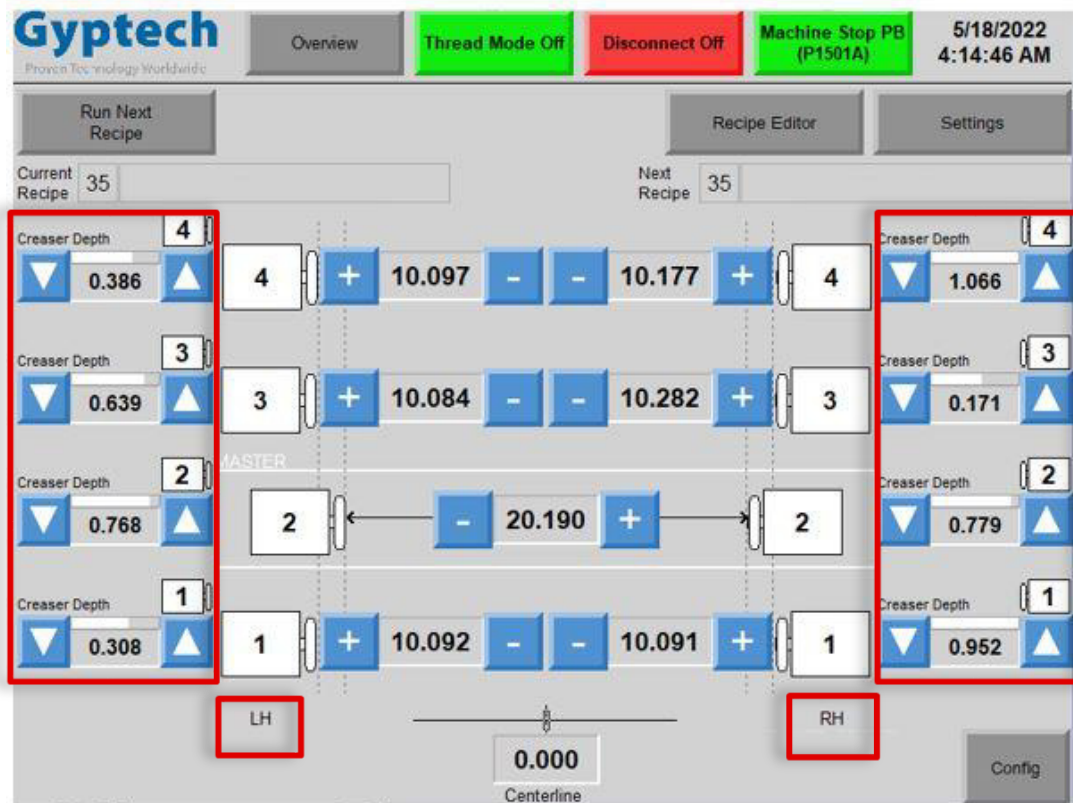 Gyptech
Proven Technology Worldwide
Overview
Thread Mode Off
Disconnect Off
Machine Stop PB
(P1501A)
5/18/2022
4:14:46 AM
Run Next
Recipe
Recipe Editor
Settings
Current
Recipe
35
Next
Recipe
35
Creaser Depth 4
0.386
4 + 10.097 - - 10.177 + 4
Creaser Depth 4
1.066
Creaser Depth 3
0.639
3 + 10.084 - - 10.282 + 3
Creaser Depth 3
0.171
MASTER
Creaser Depth 2
0.768
2 - 20.190 + 2
Creaser Depth 2
0.779
Creaser Depth 1
0.308
1 + 10.092 - - 10.091 + 1
Creaser Depth 1
0.952
LH
RH
0.000
Centerline
Config